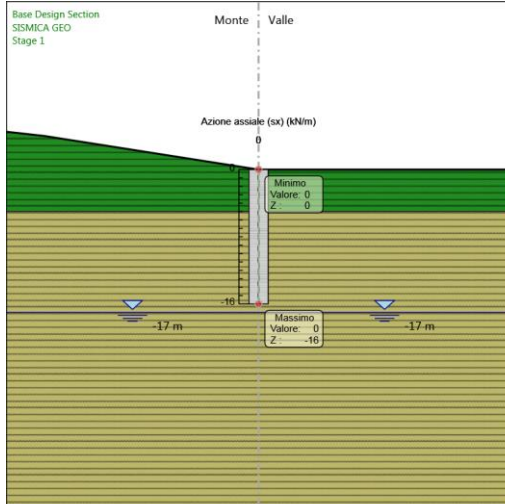 Base Design Section
SISMICA GEO
Stage 1
Monte Valle
Azione assiale (sx) (kN/m)
0
0
Minimo
Valore: 0
Z : 0
-16
Massimo
Valore: 0
Z : -16
-17 m
-17 m